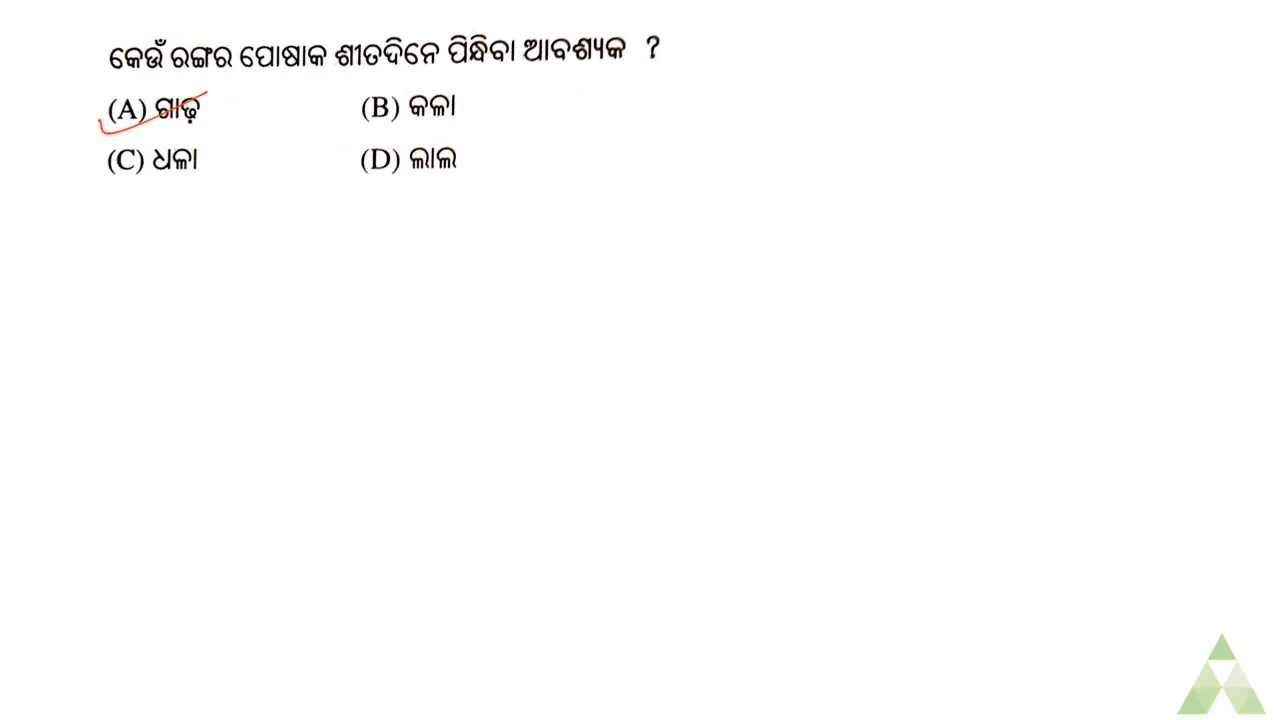 କେଉଁ ରଙ୍ଗର ପୋଷାକ ଶୀତଦିନେ ପିନ୍ଧିବା ଆବଶ୍ୟକ ?
(A) ଗାଢ଼ (B) କଳା
(C) ଧଳା (D) ଲାଲ